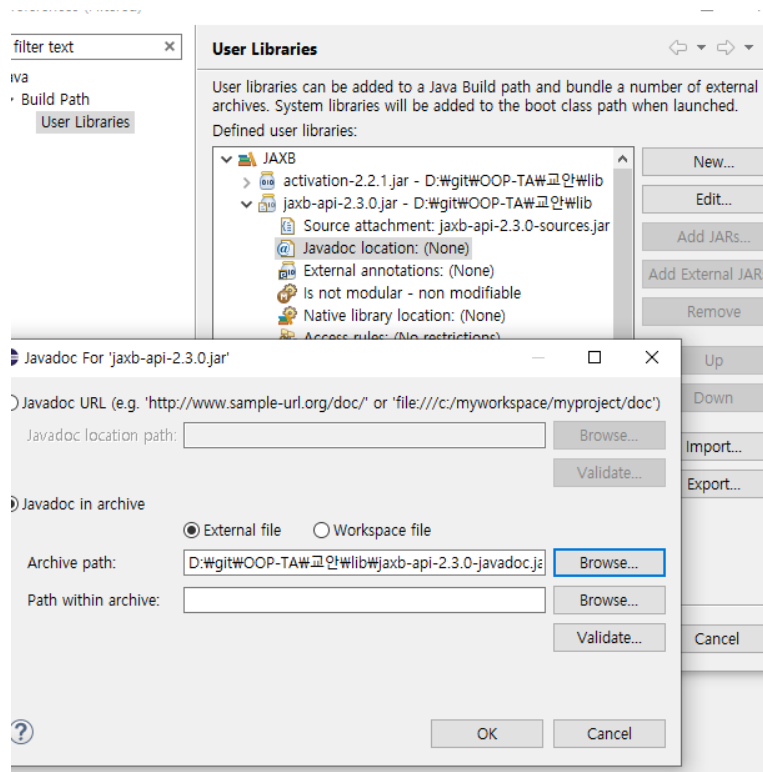 filter text
User Libraries
Build Path
User Libraries
User libraries can be added to a Java Build path and bundle a number of external
archives. System libraries will be added to the boot class path when launched.
Defined user libraries:
JAXB
activation-2.2.1.jar - D:₩git₩OOP-TA₩교안₩lib
jaxb-api-2.3.0.jar - D:₩git₩OOP-TA₩교안₩lib
Source attachment: jaxb-api-2.3.0-sources.jar
Javadoc location: (None)
External annotations: (None)
Is not modular - non modifiable
Native library location: (None)
Access rules: (No restrictions)
New...
Edit...
Add JARs...
Add External JAR
Remove
Up
Down
Import...
Export...
Cancel
Javadoc For 'jaxb-api-2.3.0.jar'
Javadoc URL (e.g. 'http://www.sample-url.org/doc/' or 'file:///c:/myworkspace/myproject/doc')
Javadoc location path:
Browse...
Validate...
Javadoc in archive
External file
Workspace file
Archive path:
D:₩git₩OOP-TA₩교안₩lib₩jaxb-api-2.3.0-javadoc.ja
Browse...
Path within archive:
Browse...
Validate...
OK
Cancel